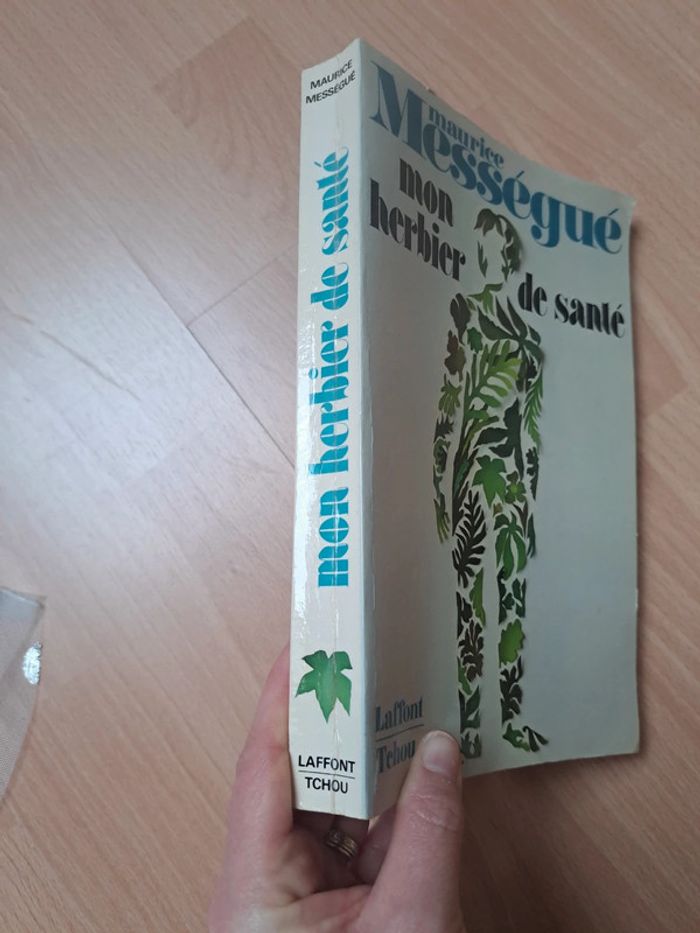 MAURICE
MESSÉGUÉ
mon herbier de santé
LAFFONT
TCHOU
maurice
Mességué
mon
herbier
de santé
Laffont
Tchou